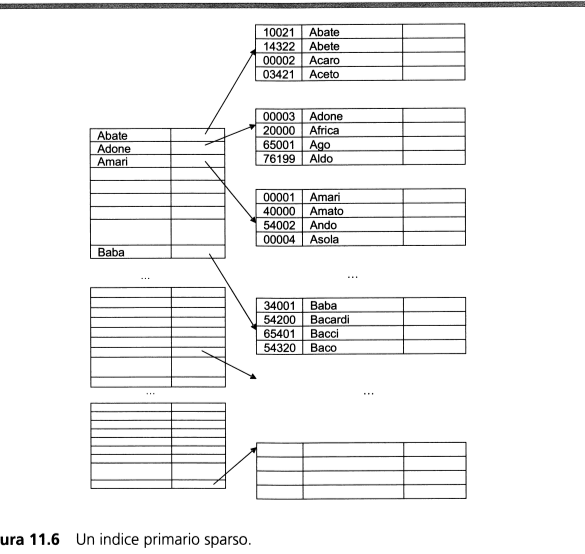 10021 Abate
14322 Abete
00002 Acaro
03421 Aceto
00003 Adone
20000 Africa
65001 Ago
76199 Aldo
Abate
Adone
Amari
Baba
00001 Amari
40000 Amato
54002 Ando
00004 Asola
...
...
34001 Baba
54200 Bacardi
65401 Bacci
54320 Baco
...
...
ura 11.6 Un indice primario sparso.